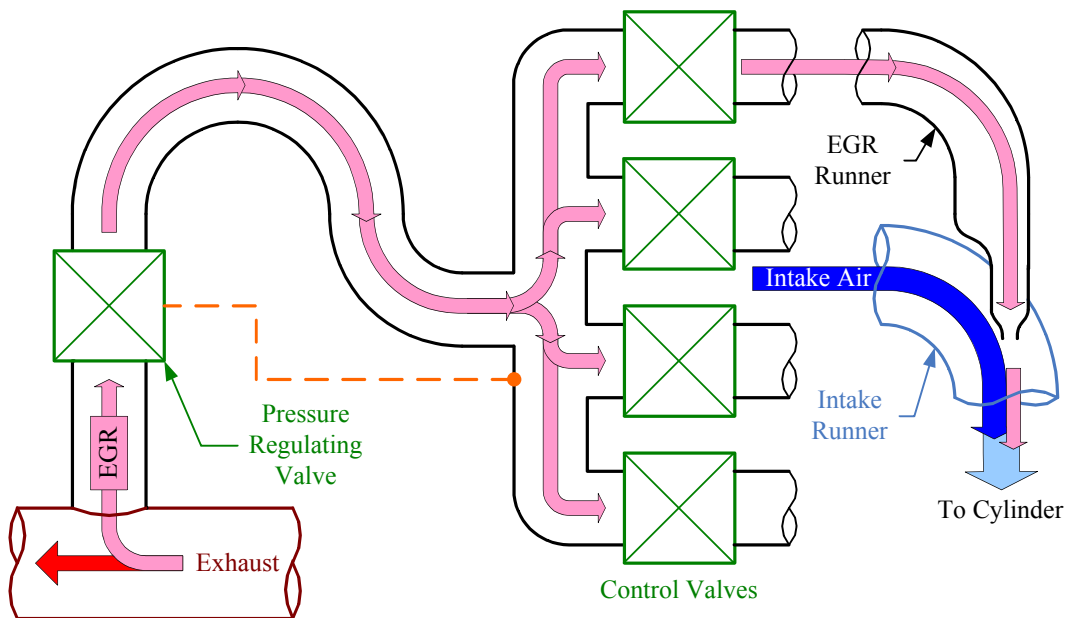 EGR
Runner
Intake Air
Pressure
Regulating
Valve
Intake
Runner
EGR
To Cylinder
Exhaust
Control Valves